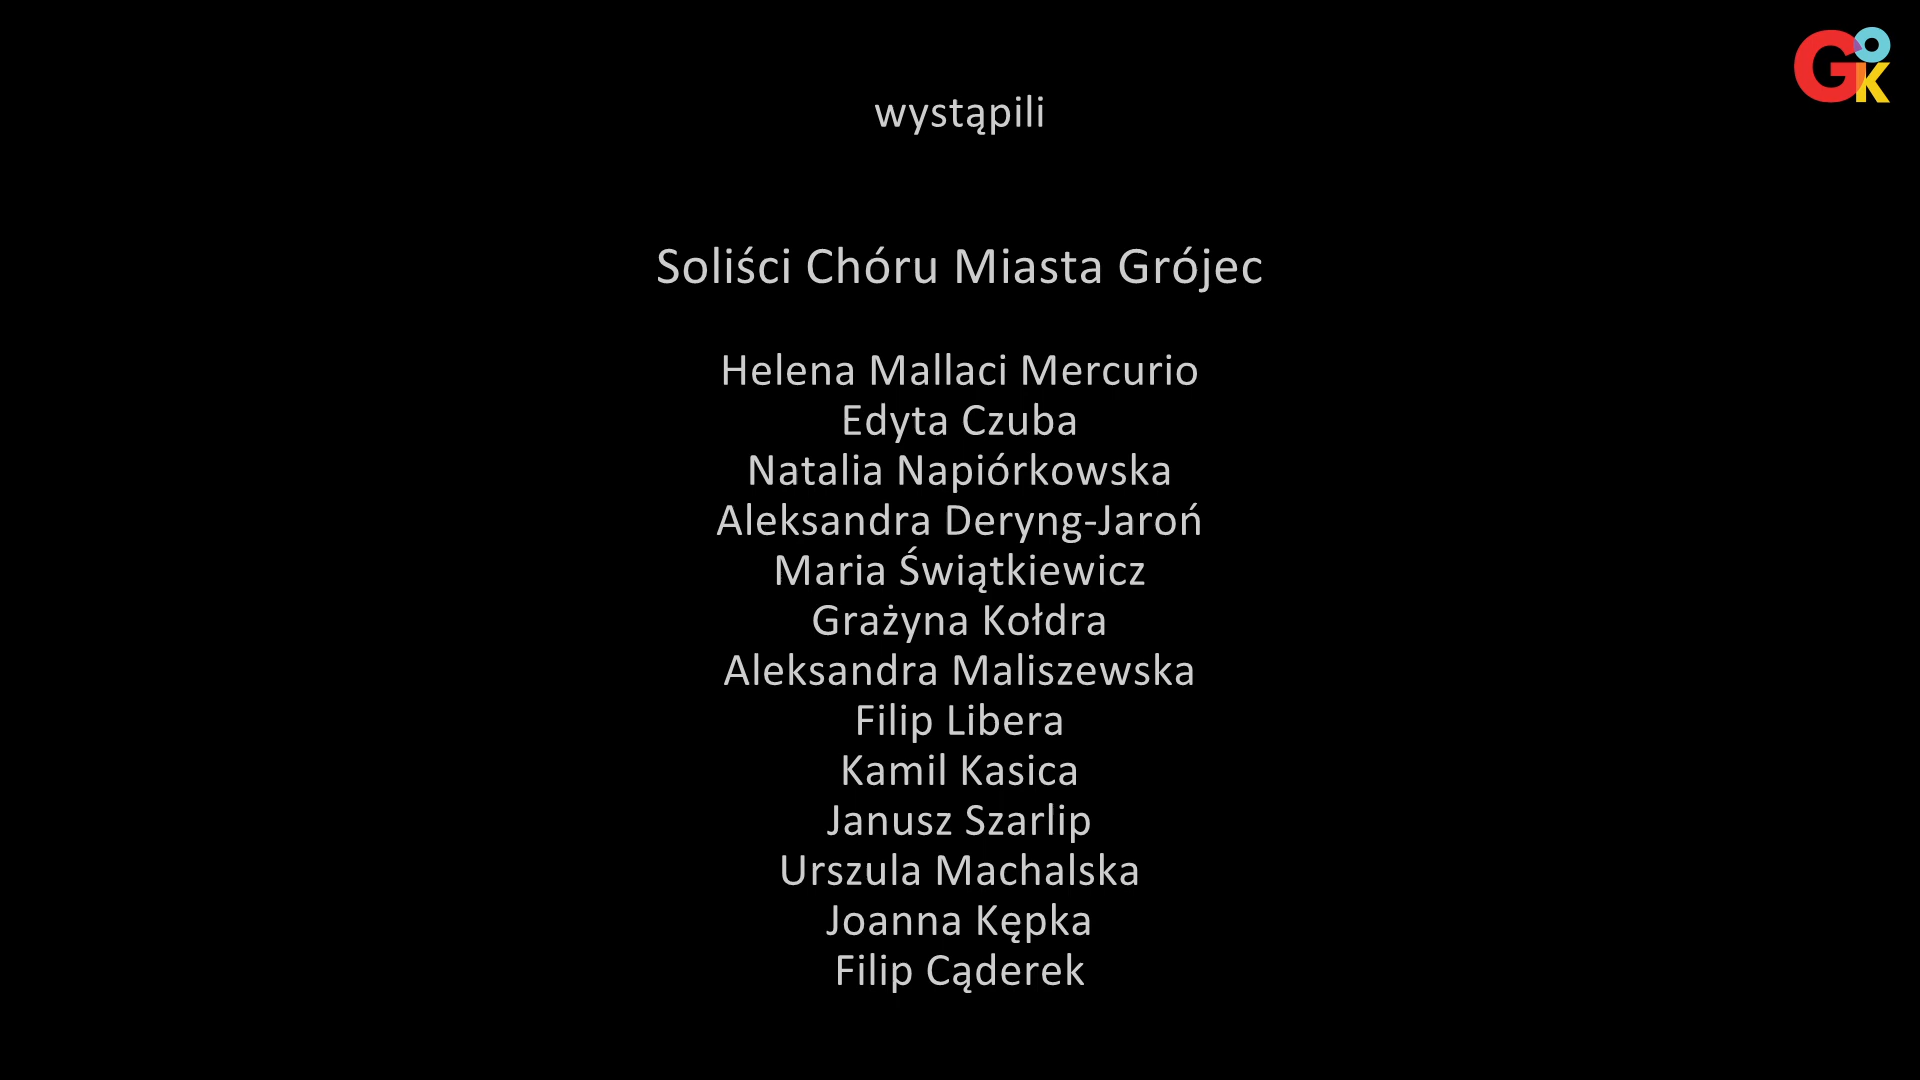 GOK
wystąpili
Soliści Chóru Miasta Grójec
Helena Mallaci Mercurio
Edyta Czuba
Natalia Napiórkowska
Aleksandra Deryng-Jaroń
Maria Świątkiewicz
Grażyna Kołdra
Aleksandra Maliszewska
Filip Libera
Kamil Kasica
Janusz Szarlip
Urszula Machalska
Joanna Kępka
Filip Cąderek